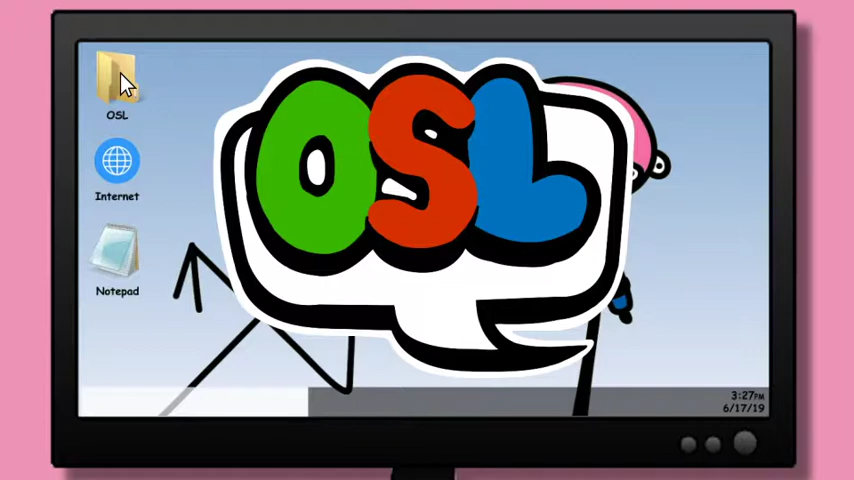 OSL
OSL
Internet
Notepad
3:27PM
6/17/19